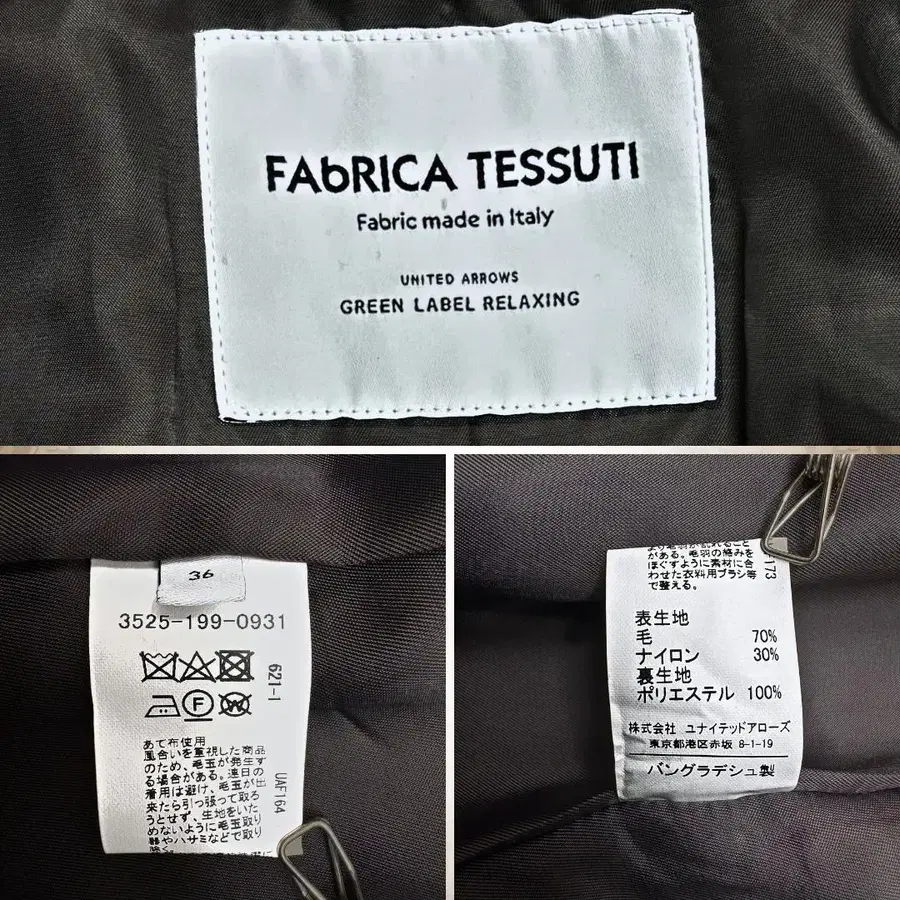 FAbRICA TESSUTI
Fabric made in Italy
UNITED ARROWS
GREEN LABEL RELAXING
36
3525-199-0931
621-I
UAF164
あて布使用
風合いを重視した商品
のため、毛玉が発生す
る場合がある。連日の
着用は避け、毛玉が出
来たら引っ張って取ろ
うとせず、生地をいた
めないように毛玉取り
器やハサミなどで取り
がある。毛羽の絡みを
ほぐすように素材に合
わせた衣料用ブラシ等
で整える。
173
表生地
毛 70%
ナイロン 30%
裏生地
ポリエステル 100%
株式会社 ユナイテッドアローズ
東京都港区赤坂 8-1-19
バングラデシュ製